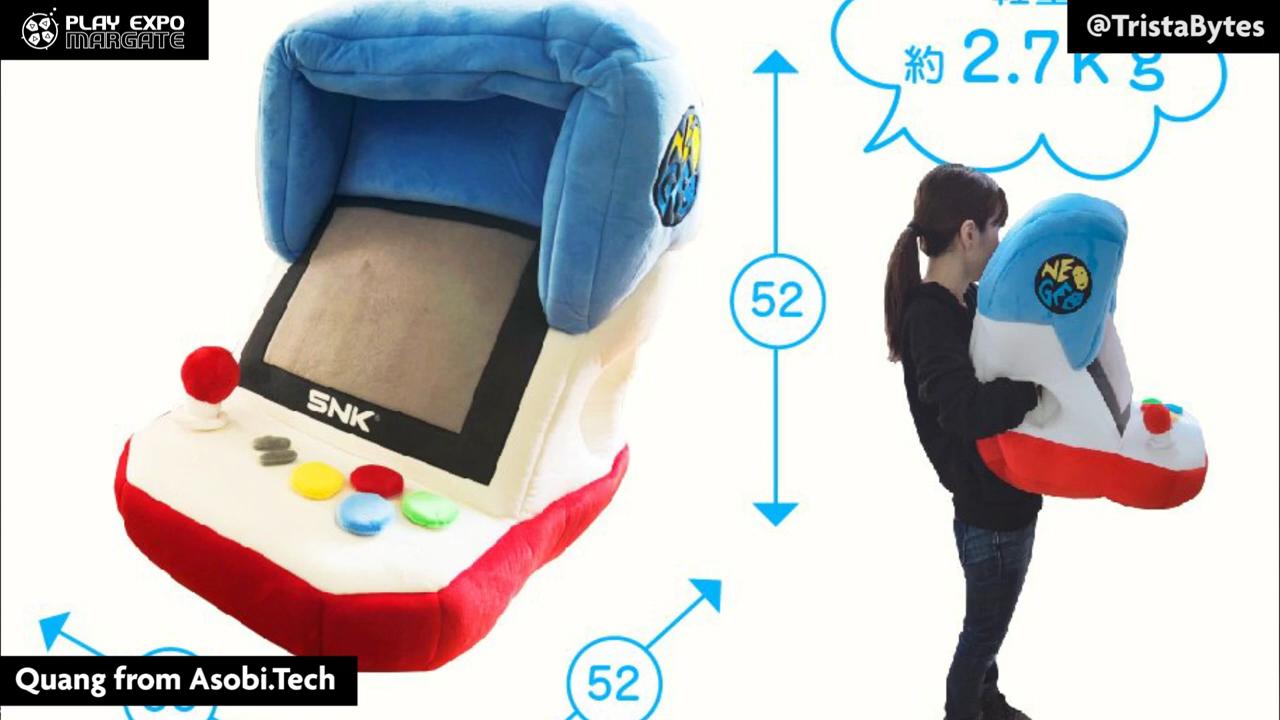 PLAY EXPO
MARGATE
@TristaBytes
約 2.7kg
NEO
GEO
NEO
GEO
52
SNK
52
Quang from Asobi.Tech